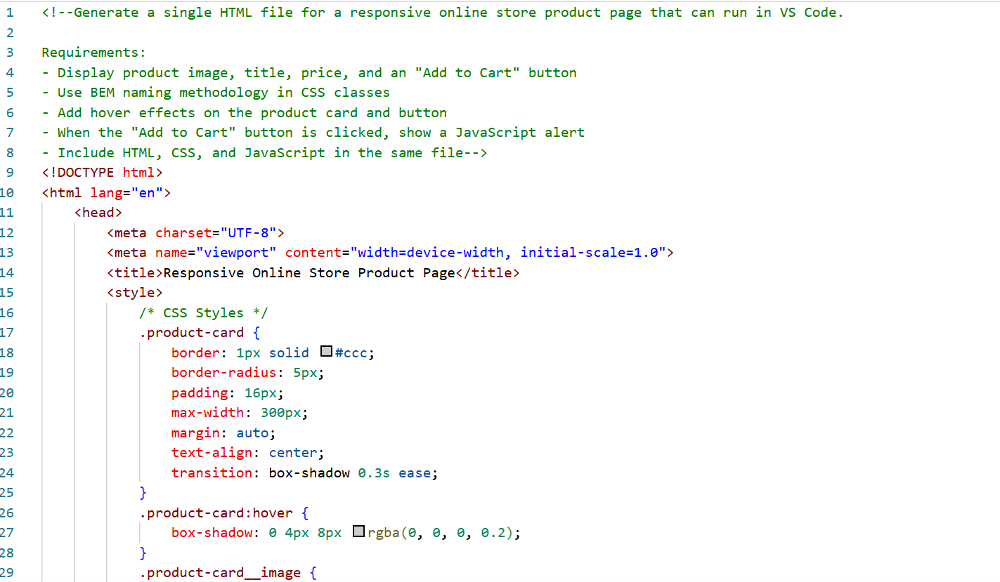 1 <!--Generate a single HTML file for a responsive online store product page that can run in VS Code.
2
3 Requirements:
4 - Display product image, title, price, and an "Add to Cart" button
5 - Use BEM naming methodology in CSS classes
6 - Add hover effects on the product card and button
7 - When the "Add to Cart" button is clicked, show a JavaScript alert
8 - Include HTML, CSS, and JavaScript in the same file-->
9 <!DOCTYPE html>
10 <html lang="en">
11 <head>
12 <meta charset="UTF-8">
13 <meta name="viewport" content="width=device-width, initial-scale=1.0">
14 <title>Responsive Online Store Product Page</title>
15 <style>
16 /* CSS Styles */
17 .product-card {
18 border: 1px solid #ccc;
19 border-radius: 5px;
20 padding: 16px;
21 max-width: 300px;
22 margin: auto;
23 text-align: center;
24 transition: box-shadow 0.3s ease;
25 }
26 .product-card:hover {
27 box-shadow: 0 4px 8px rgba(0, 0, 0, 0.2);
28 }
29 .product-card__image {